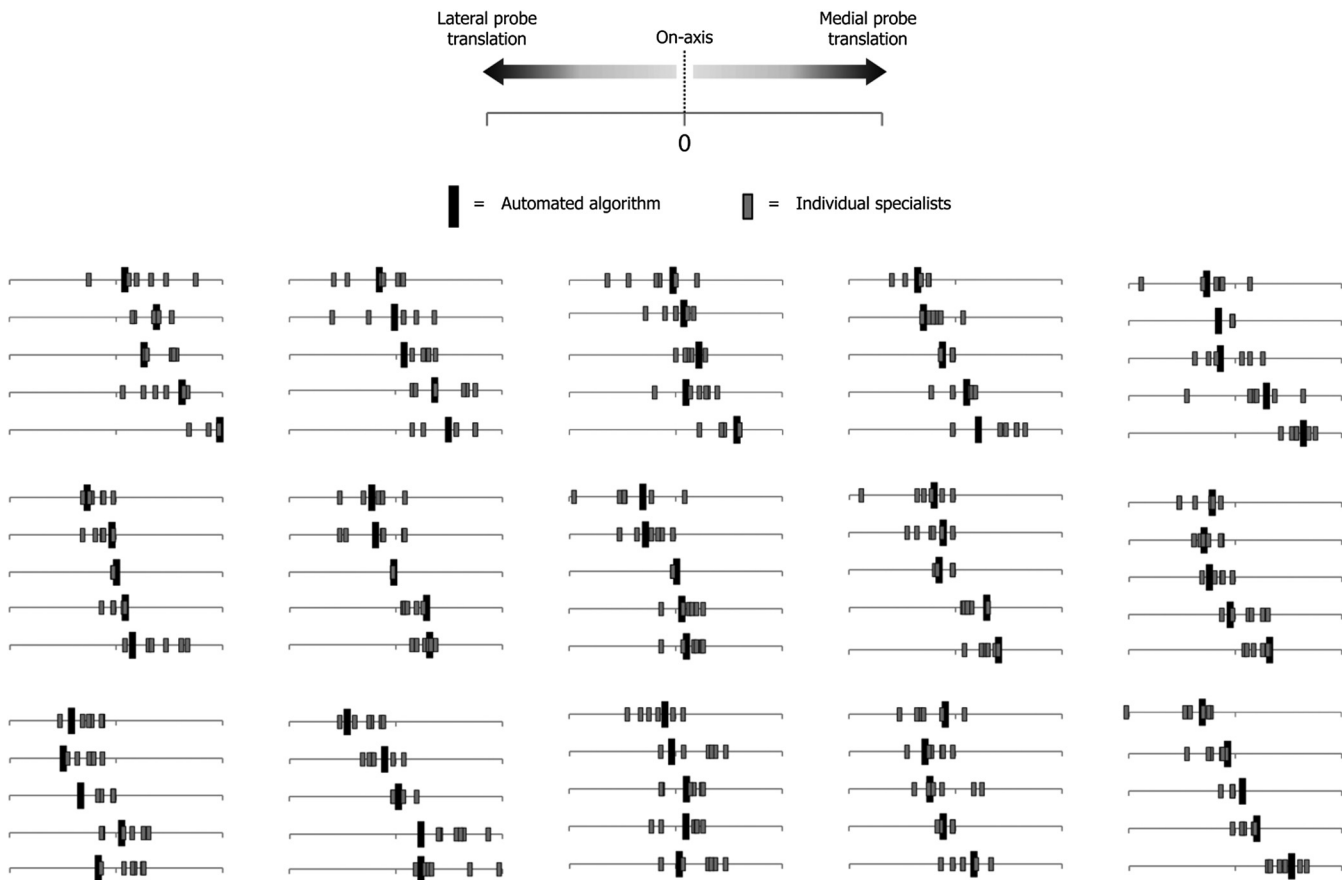 Lateral probe
translation
On-axis
Medial probe
translation
0
= Automated algorithm
= Individual specialists